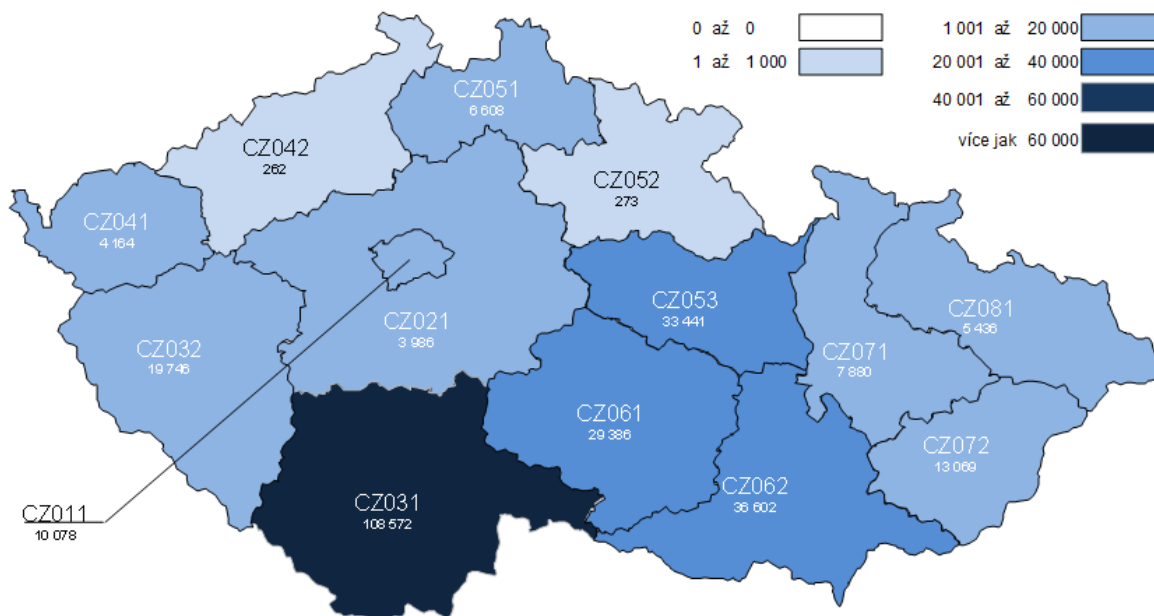 0 až 0
1 až 1 000
1 001 až 20 000
20 001 až 40 000
40 001 až 60 000
více jak 60 000
CZ051
6 608
CZ042
262
CZ052
273
CZ041
4 164
CZ053
33 441
CZ081
5 436
CZ021
3 986
CZ032
19 746
CZ071
7 880
CZ061
29 386
CZ072
13 069
CZ062
36 602
CZ031
108 572
CZ011
10 078